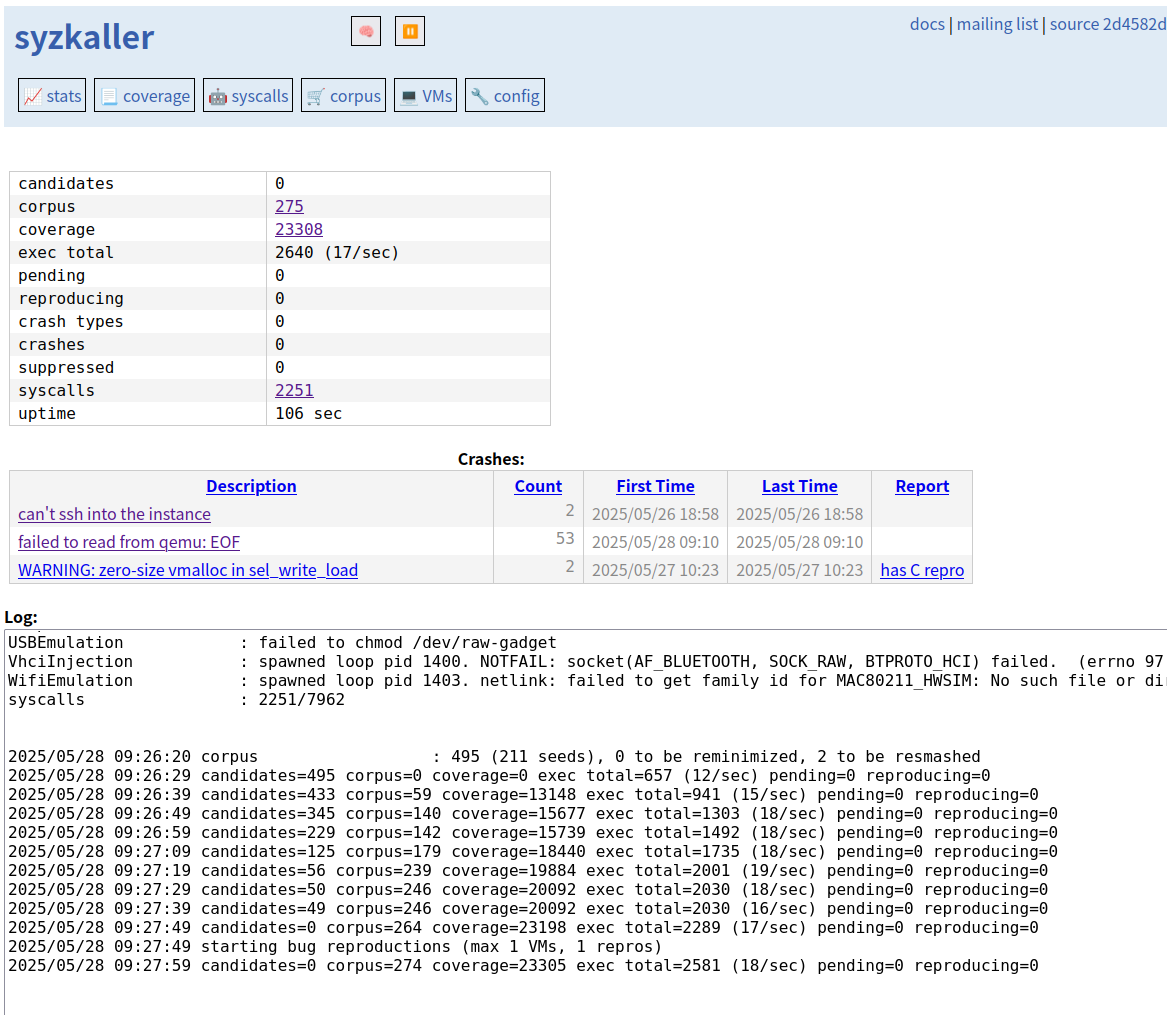 syzkaller
docs | mailing list | source 2d4582d
stats coverage syscalls corpus VMs config
candidates 0
corpus 275
coverage 23308
exec total 2640 (17/sec)
pending 0
reproducing 0
crash types 0
crashes 0
suppressed 0
syscalls 2251
uptime 106 sec
Crashes:
Description Count First Time Last Time Report
can't ssh into the instance 2 2025/05/26 18:58 2025/05/26 18:58
failed to read from qemu: EOF 53 2025/05/28 09:10 2025/05/28 09:10
WARNING: zero-size vmalloc in sel_write_load 2 2025/05/27 10:23 2025/05/27 10:23 has C repro
Log:
USBEmulation : failed to chmod /dev/raw-gadget
VhciInjection : spawned loop pid 1400. NOTFAIL: socket(AF_BLUETOOTH, SOCK_RAW, BTPROTO_HCI) failed. (errno 97
WifiEmulation : spawned loop pid 1403. netlink: failed to get family id for MAC80211_HWSIM: No such file or
syscalls : 2251/7962
2025/05/28 09:26:20 corpus : 495 (211 seeds), 0 to be reminimized, 2 to be resmashed
2025/05/28 09:26:29 candidates=495 corpus=0 coverage=0 exec total=657 (12/sec) pending=0 reproducing=0
2025/05/28 09:26:39 candidates=433 corpus=59 coverage=13148 exec total=941 (15/sec) pending=0 reproducing=0
2025/05/28 09:26:49 candidates=345 corpus=140 coverage=15677 exec total=1303 (18/sec) pending=0 reproducing=0
2025/05/28 09:26:59 candidates=229 corpus=142 coverage=15739 exec total=1492 (18/sec) pending=0 reproducing=0
2025/05/28 09:27:09 candidates=125 corpus=179 coverage=18440 exec total=1735 (18/sec) pending=0 reproducing=0
2025/05/28 09:27:19 candidates=56 corpus=239 coverage=19884 exec total=2001 (19/sec) pending=0 reproducing=0
2025/05/28 09:27:29 candidates=50 corpus=246 coverage=20092 exec total=2030 (18/sec) pending=0 reproducing=0
2025/05/28 09:27:39 candidates=49 corpus=246 coverage=20092 exec total=2030 (16/sec) pending=0 reproducing=0
2025/05/28 09:27:49 candidates=0 corpus=264 coverage=23198 exec total=2289 (17/sec) pending=0 reproducing=0
2025/05/28 09:27:49 starting bug reproductions (max 1 VMs, 1 repros)
2025/05/28 09:27:59 candidates=0 corpus=274 coverage=23305 exec total=2581 (18/sec) pending=0 reproducing=0